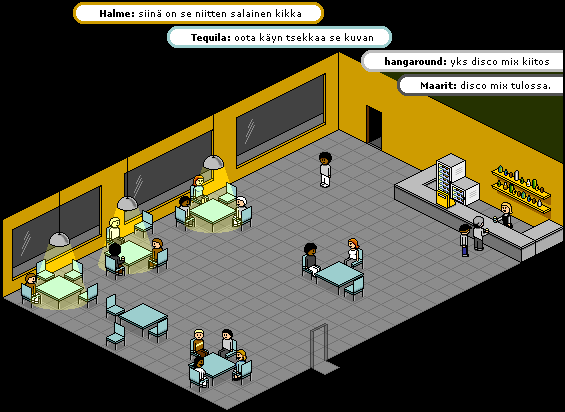 Halme: siinä on se niitten salainen kikka
Tequila: oota käyn tsekkaa se kuvan
hangaround: yks disco mix kiitos
Maarit: disco mix tulossa.